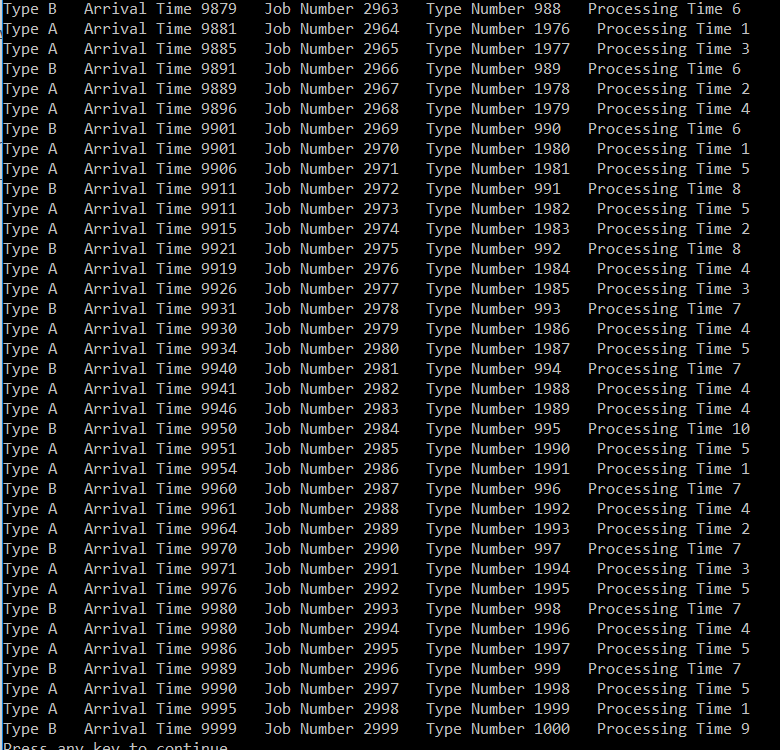 Type B   Arrival Time 9879   Job Number 2963   Type Number 988   Processing Time 6
Type A   Arrival Time 9881   Job Number 2964   Type Number 1976   Processing Time 1
Type A   Arrival Time 9885   Job Number 2965   Type Number 1977   Processing Time 3
Type B   Arrival Time 9891   Job Number 2966   Type Number 989   Processing Time 6
Type A   Arrival Time 9889   Job Number 2967   Type Number 1978   Processing Time 2
Type A   Arrival Time 9896   Job Number 2968   Type Number 1979   Processing Time 4
Type B   Arrival Time 9901   Job Number 2969   Type Number 990   Processing Time 6
Type A   Arrival Time 9901   Job Number 2970   Type Number 1980   Processing Time 1
Type A   Arrival Time 9906   Job Number 2971   Type Number 1981   Processing Time 5
Type B   Arrival Time 9911   Job Number 2972   Type Number 991   Processing Time 8
Type A   Arrival Time 9911   Job Number 2973   Type Number 1982   Processing Time 5
Type A   Arrival Time 9915   Job Number 2974   Type Number 1983   Processing Time 2
Type B   Arrival Time 9921   Job Number 2975   Type Number 992   Processing Time 8
Type A   Arrival Time 9919   Job Number 2976   Type Number 1984   Processing Time 4
Type A   Arrival Time 9926   Job Number 2977   Type Number 1985   Processing Time 3
Type B   Arrival Time 9931   Job Number 2978   Type Number 993   Processing Time 7
Type A   Arrival Time 9930   Job Number 2979   Type Number 1986   Processing Time 4
Type A   Arrival Time 9934   Job Number 2980   Type Number 1987   Processing Time 5
Type B   Arrival Time 9940   Job Number 2981   Type Number 994   Processing Time 7
Type A   Arrival Time 9941   Job Number 2982   Type Number 1988   Processing Time 4
Type A   Arrival Time 9946   Job Number 2983   Type Number 1989   Processing Time 4
Type B   Arrival Time 9950   Job Number 2984   Type Number 995   Processing Time 10
Type A   Arrival Time 9951   Job Number 2985   Type Number 1990   Processing Time 5
Type A   Arrival Time 9954   Job Number 2986   Type Number 1991   Processing Time 1
Type B   Arrival Time 9960   Job Number 2987   Type Number 996   Processing Time 7
Type A   Arrival Time 9961   Job Number 2988   Type Number 1992   Processing Time 4
Type A   Arrival Time 9964   Job Number 2989   Type Number 1993   Processing Time 2
Type B   Arrival Time 9970   Job Number 2990   Type Number 997   Processing Time 7
Type A   Arrival Time 9971   Job Number 2991   Type Number 1994   Processing Time 3
Type A   Arrival Time 9976   Job Number 2992   Type Number 1995   Processing Time 5
Type B   Arrival Time 9980   Job Number 2993   Type Number 998   Processing Time 7
Type A   Arrival Time 9980   Job Number 2994   Type Number 1996   Processing Time 4
Type A   Arrival Time 9986   Job Number 2995   Type Number 1997   Processing Time 5
Type B   Arrival Time 9989   Job Number 2996   Type Number 999   Processing Time 7
Type A   Arrival Time 9990   Job Number 2997   Type Number 1998   Processing Time 5
Type A   Arrival Time 9995   Job Number 2998   Type Number 1999   Processing Time 1
Type B   Arrival Time 9999   Job Number 2999   Type Number 1000   Processing Time 9
Press any key to continue